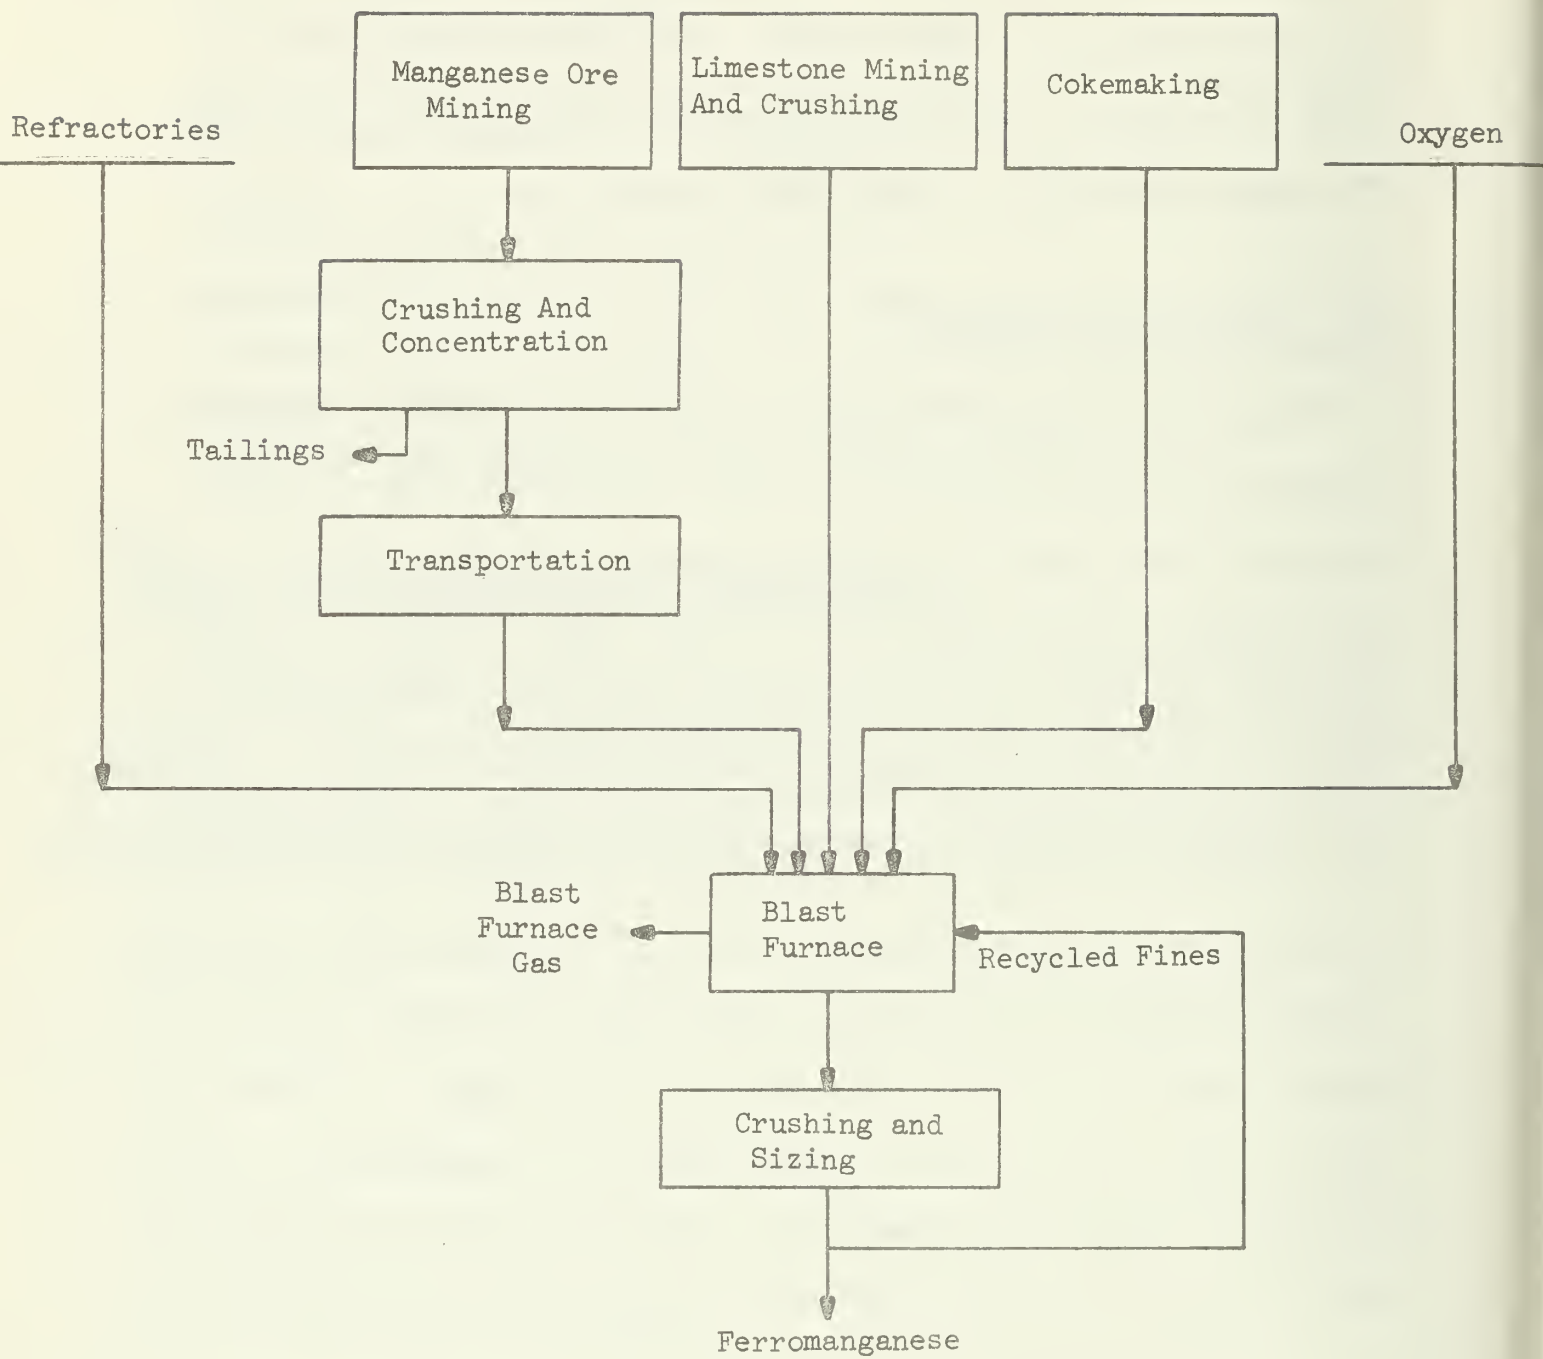 Refractories
Manganese Ore
Mining
Limestone Mining
And Crushing
Cokemaking
Oxygen
Crushing And
Concentration
Tailings
Transportation
Blast
Furnace
Gas
Blast
Furnace
Recycled Fines
Crushing and
Sizing
Ferromanganese